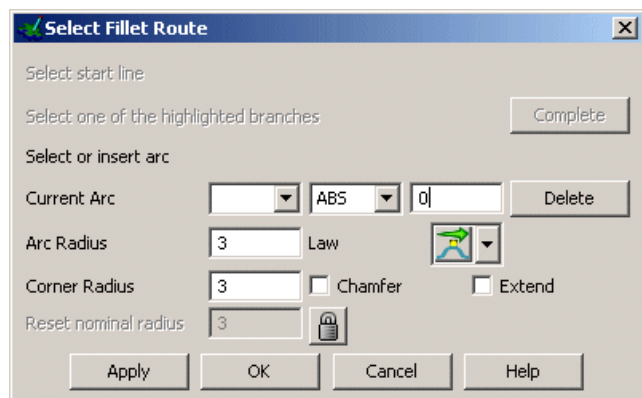 Select Fillet Route
Select start line
Select one of the highlighted branches Complete
Select or insert arc
Current Arc ABS 0 Delete
Arc Radius 3 Law
Corner Radius 3 Chamfer Extend
Reset nominal radius 3
Apply OK Cancel Help